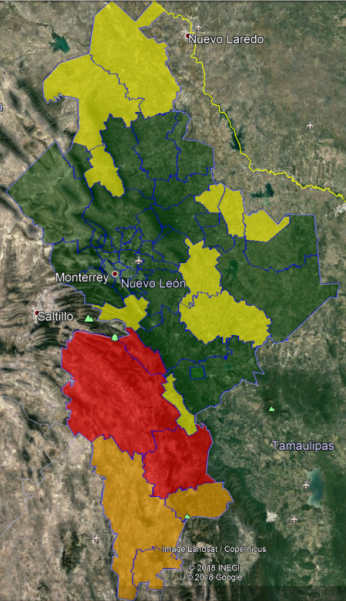 Nuevo Laredo
Monterrey
Nuevo León
Saltillo
Tamaulipas
Image Landsat / Copernicus
© 2018 INEGI
© 2018 Google